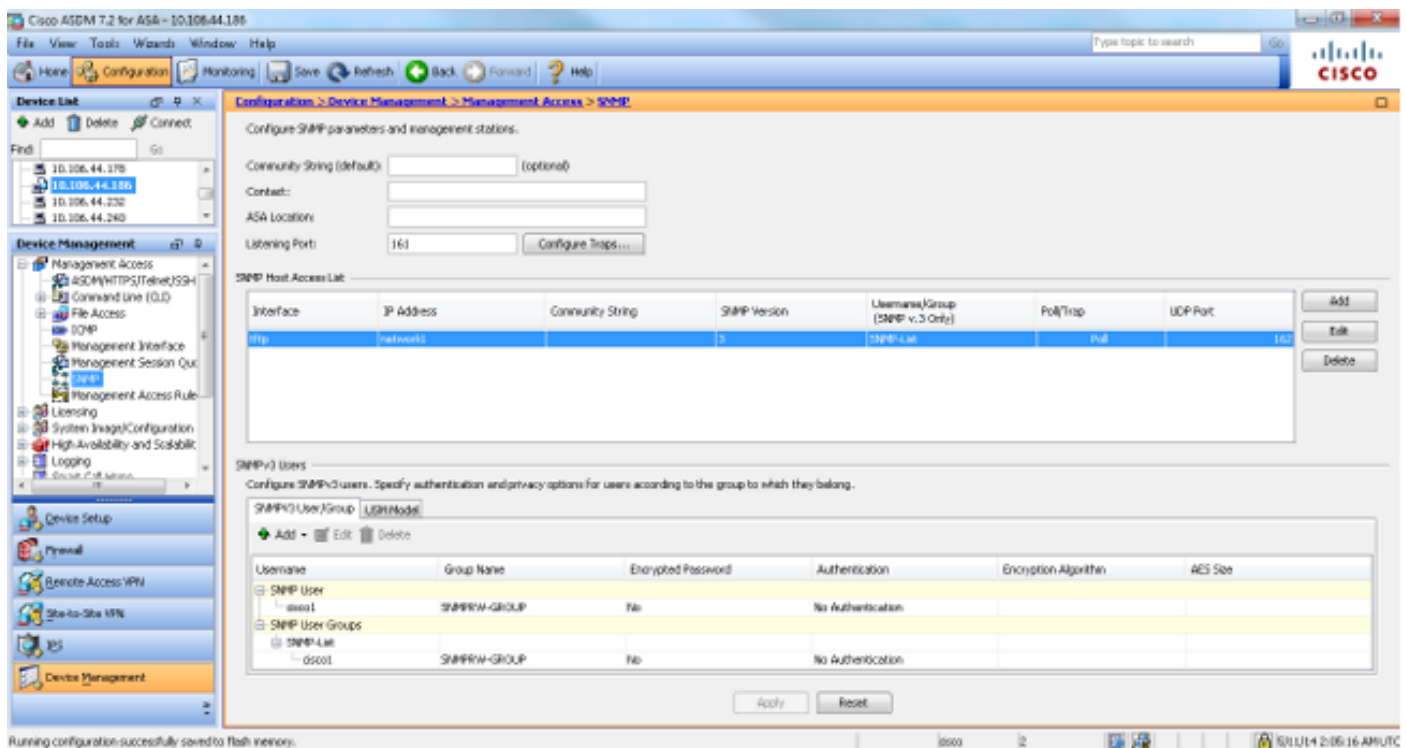 Cisco ASDM 7.2 for ASA - 10.106.44.186
File View Tools Wizards Window Help
Type topic to search Go
Home Configuration Monitoring Save Refresh Back Forward Help
CISCO
Device List
Add Delete Connect
Find: Go
10.106.44.178
10.106.44.186
10.106.44.232
10.106.44.260
Device Management
Management Access
ASDM/HTTPS/Telnet/SSH
Command Line (CLI)
File Access
ICMP
Management Interface
Management Session Quo
SNMP
Management Access Rule
Licensing
System Image/Configuration
High Availability and Scalabilit
Logging
Device Setup
Firewall
Remote Access VPN
Site-to-Site VPN
IPS
Device Management
Configuration > Device Management > Management Access > SNMP
Configure SNMP parameters and management stations.
Community String (default): (optional)
Contact:
ASA Location:
Listening Port: 161 Configure Traps...
SNMP Host Access List
Interface IP Address Community String SNMP Version Username/Group (SNMP v.3 Only) Poll/Trap UDP Port
tftp network1 3 SNMP-List Poll 162
Add
Edit
Delete
SNMPv3 Users
Configure SNMPv3 users. Specify authentication and privacy options for users according to the group to which they belong.
SNMPV3 User/Group USM Model
Add Edit Delete
Username Group Name Encrypted Password Authentication Encryption Algorithm AES Size
SNMP User
cisco1 SNMPRW-GROUP No No Authentication
SNMP User Groups
SNMP-List
cisco1 SNMPRW-GROUP No No Authentication
Apply Reset
Running configuration successfully saved to flash memory.
cisco 2 5/11/14 2:05:16 AM UTC